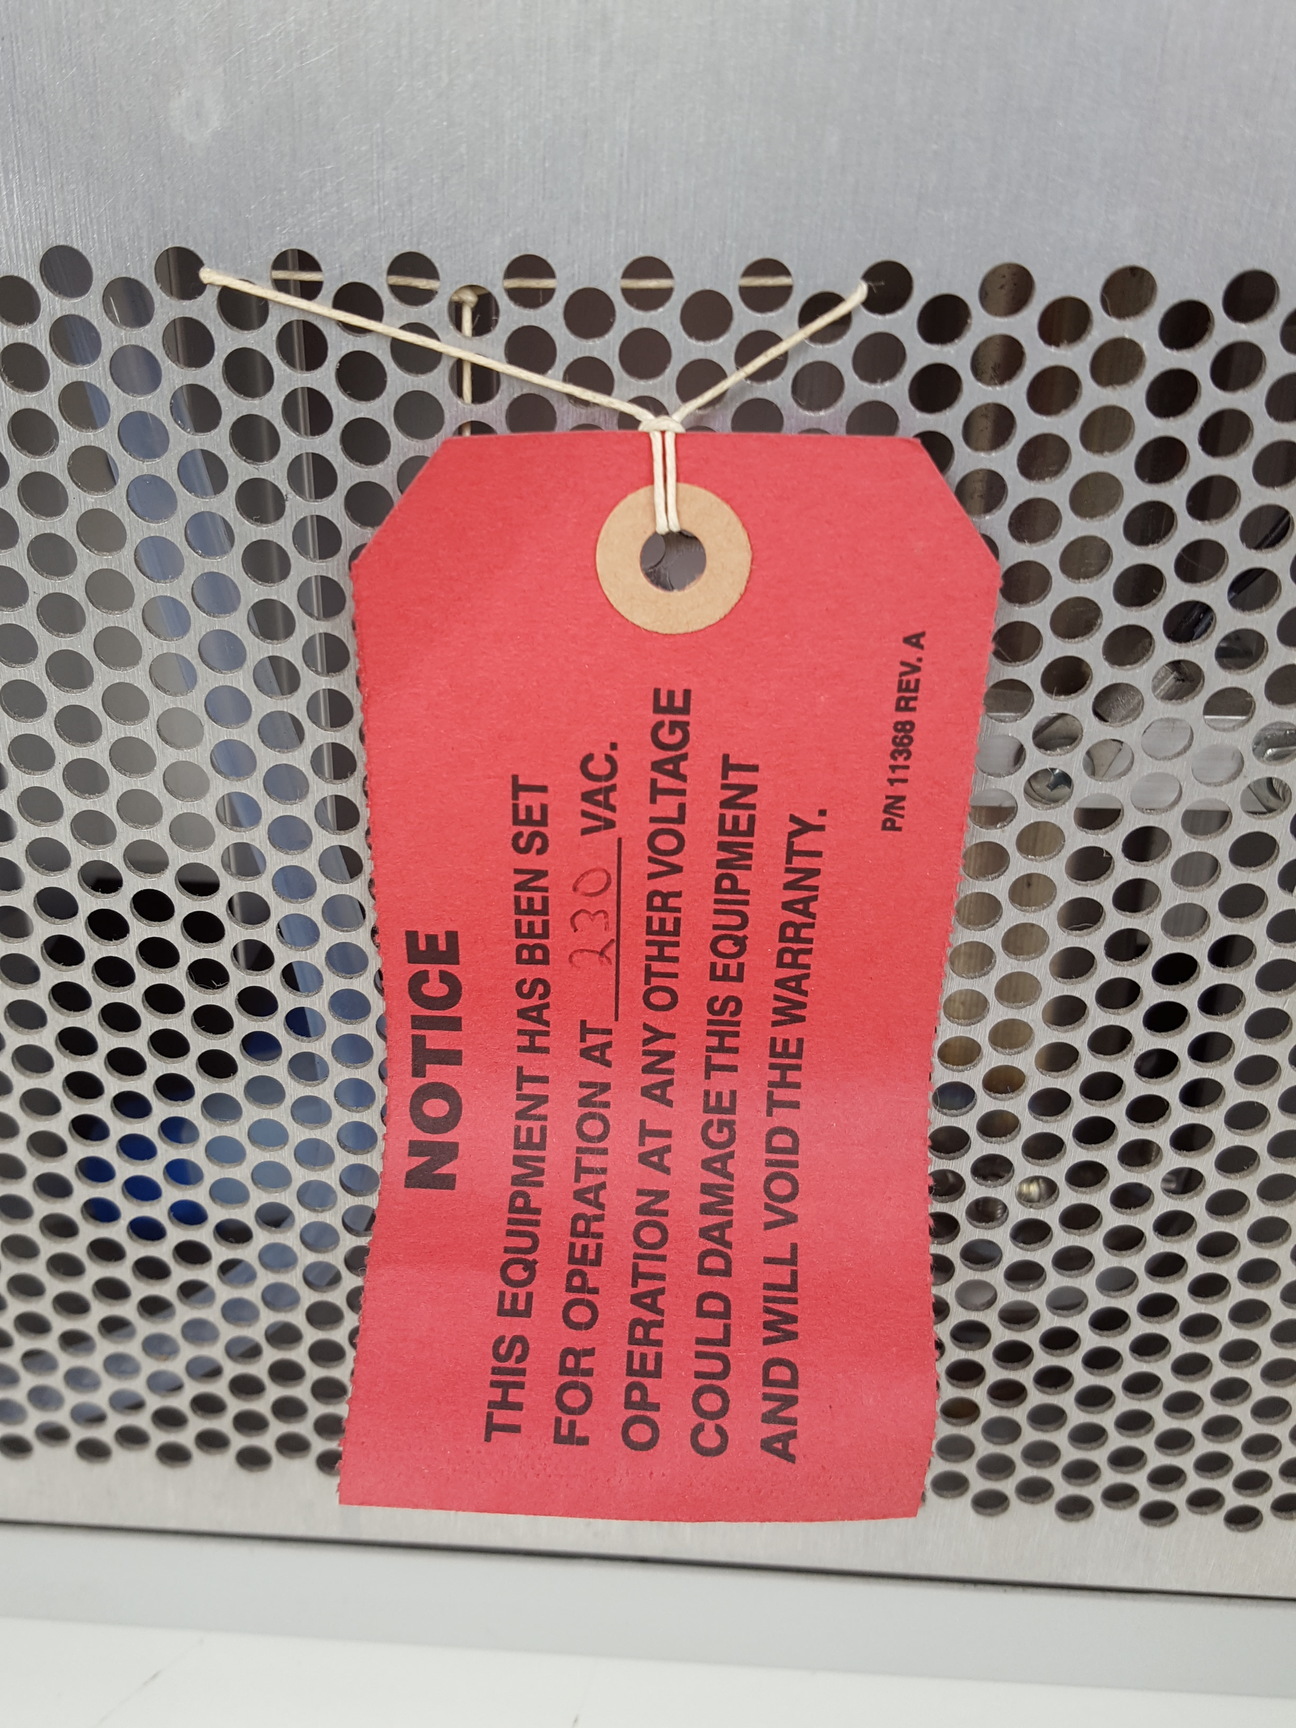 NOTICE
THIS EQUIPMENT HAS BEEN SET
FOR OPERATION AT 230 VAC.
OPERATION AT ANY OTHER VOLTAGE
COULD DAMAGE THIS EQUIPMENT
AND WILL VOID THE WARRANTY.
P/N 11368 REV. A